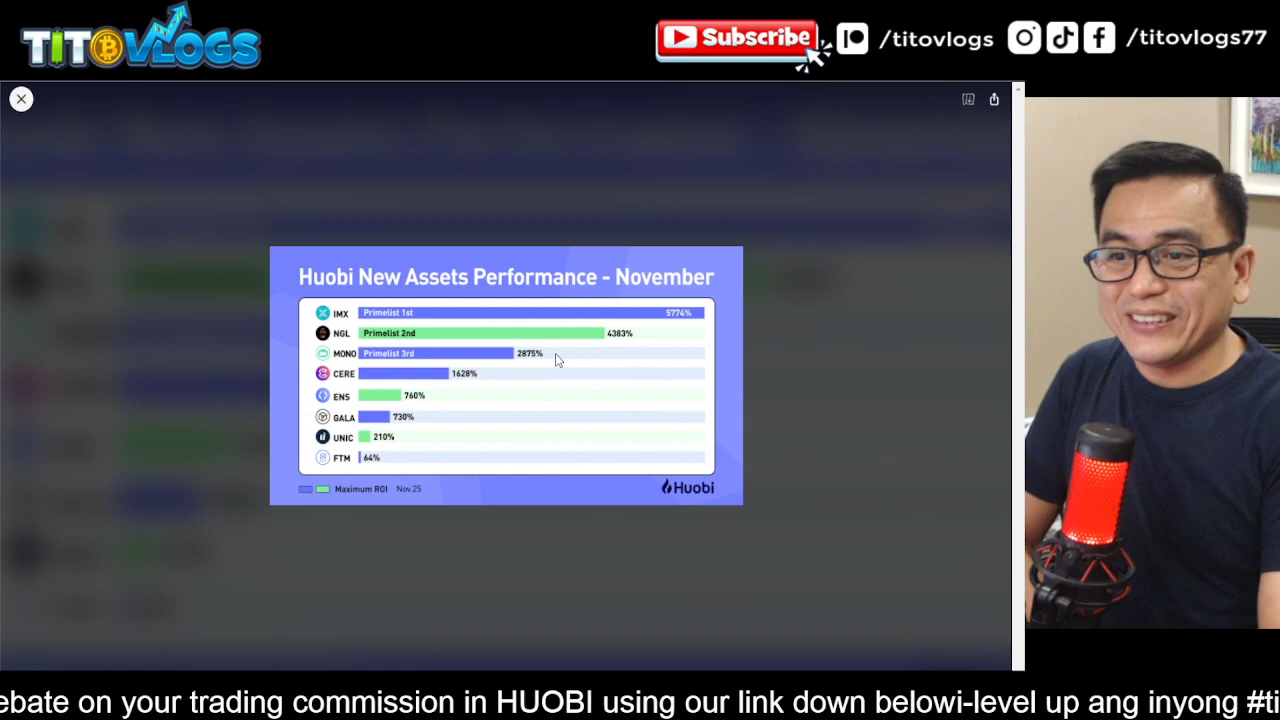 TITOVLOGS
Subscribe
/titovlogs
/titovlogs77
Huobi New Assets Performance - November
IMX Primelist 1st 5774%
NGL Primelist 2nd 4383%
MONO Primelist 3rd 2875%
CERE 1628%
ENS 760%
GALA 730%
UNIC 210%
FTM 64%
Maximum ROI Nov.25
Huobi
ebate on your trading commission in HUOBI using our link down belowi-level up ang inyong #ti